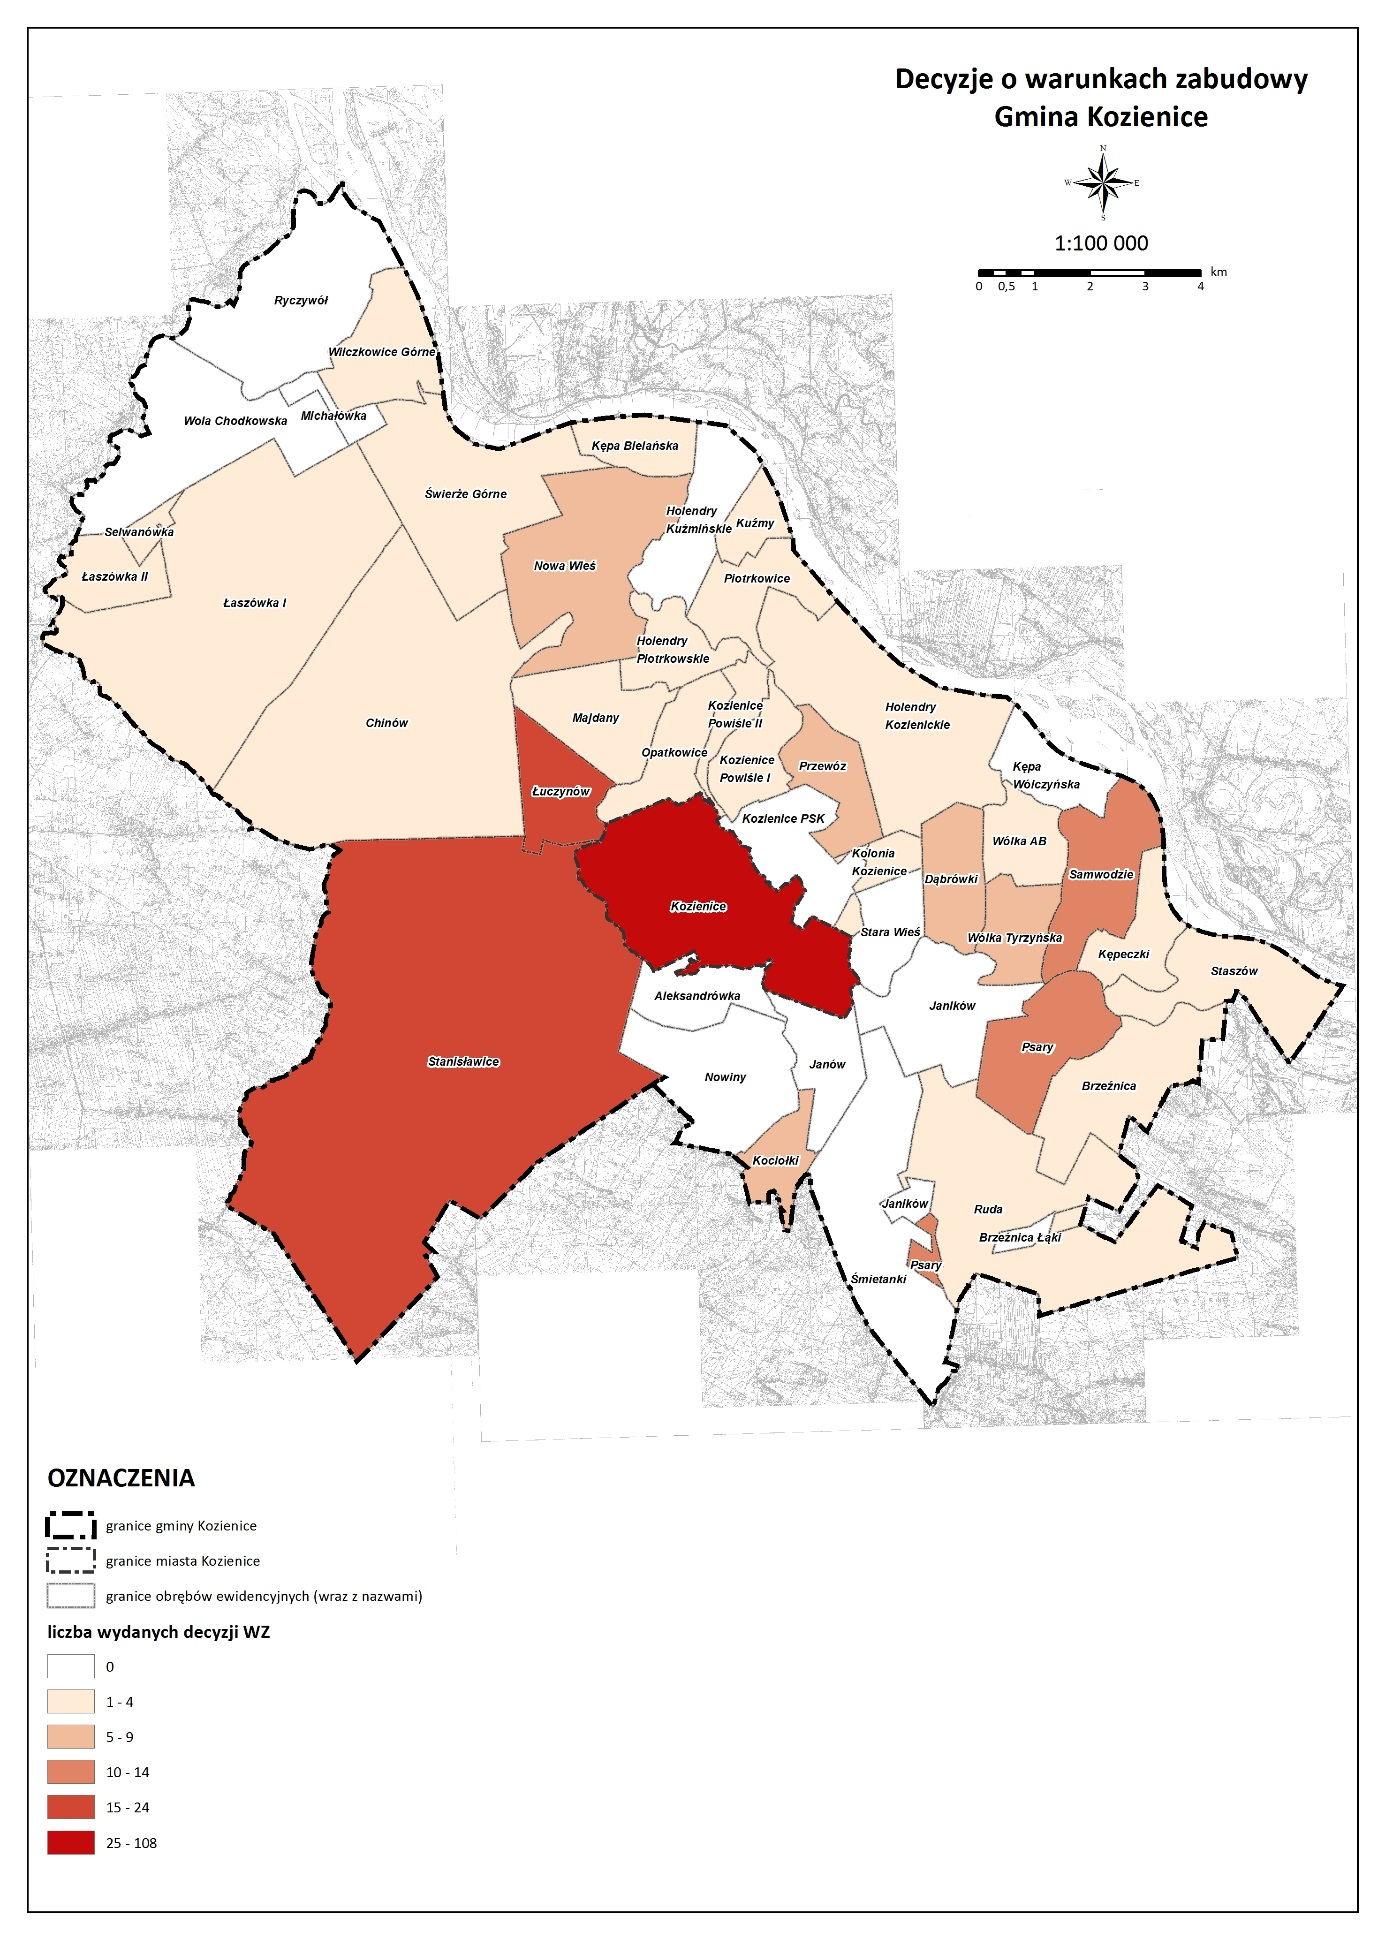 Decyzje o warunkach zabudowy
Gmina Kozienice
N
W
E
S
1:100 000
km
0 0,5 1 2 3 4
Ryczywół
Wilczkowice Górne
Wola Chodkowska
Michałówka
Kępa Bielańska
Świerże Górne
Holendry
Kuźmińskie
Kuźmy
Selwanówka
Nowa Wieś
Łaszówka II
Piotrkowice
Łaszówka I
Holendry
Piotrkowskie
Kozienice
Powiśle II
Holendry
Kozienickie
Majdany
Chinów
Opatkowice
Kozienice
Powiśle I
Przewóz
Kępa
Wólczyńska
Łuczynów
Kozienice PSK
Wólka AB
Kolonia
Kozienice
Dąbrówki
Samwodzie
Kozienice
Stara Wieś
Wólka Tyrzyńska
Kępeczki
Staszów
Aleksandrówka
Janików
Stanisławice
Psary
Janów
Nowiny
Brzeźnica
Kociołki
Janików
Ruda
Brzeźnica Łąki
Psary
Śmietanki
OZNACZENIA
granice gminy Kozienice
granice miasta Kozienice
granice obrębów ewidencyjnych (wraz z nazwami)
liczba wydanych decyzji WZ
0
1 - 4
5 - 9
10 - 14
15 - 24
25 - 108